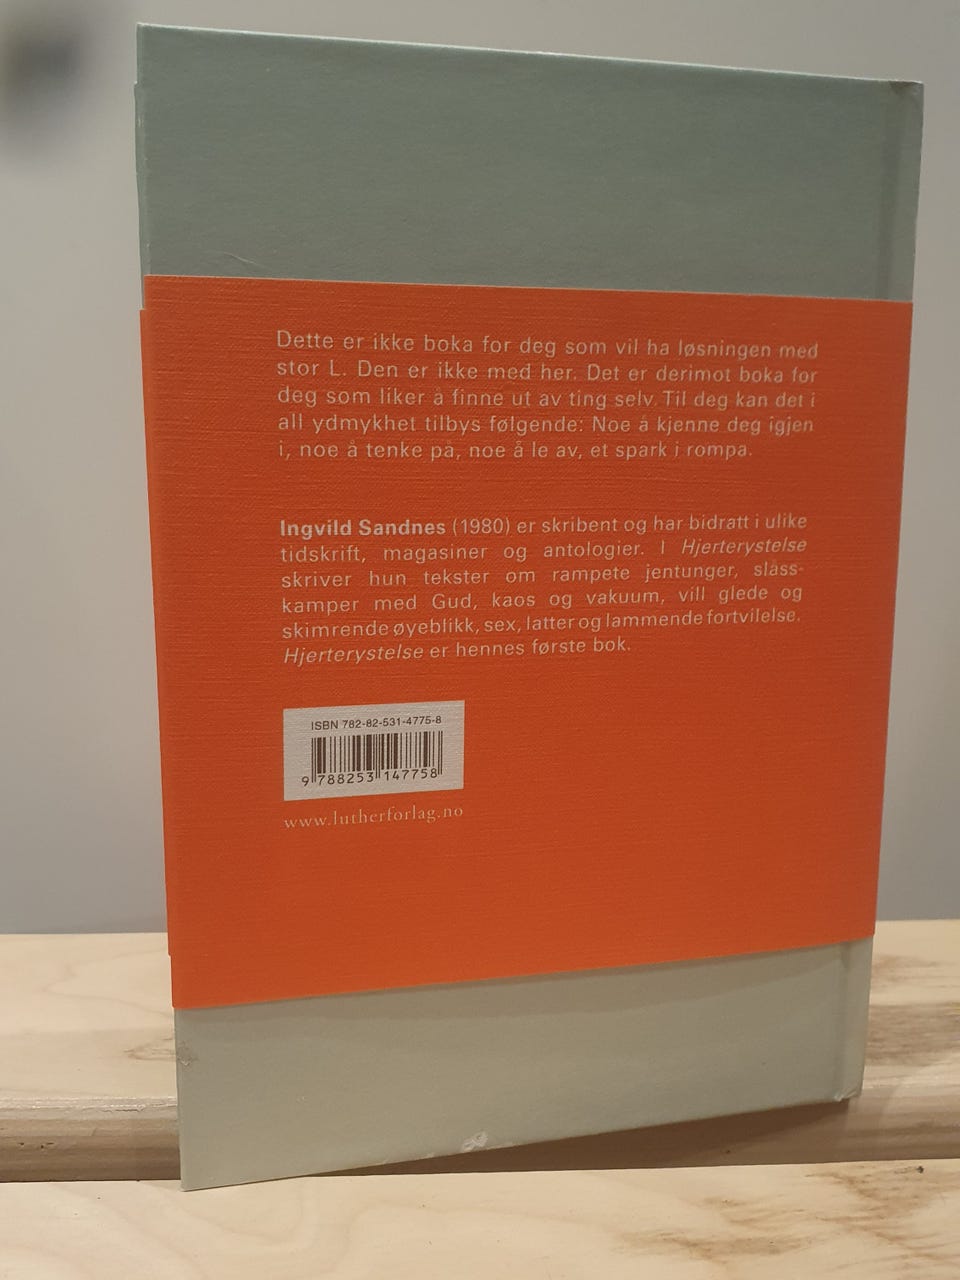 Dette er ikke boka for deg som vil ha løsningen med
stor L. Den er ikke med her. Det er derimot boka for
deg som liker å finne ut av ting selv. Til deg kan det i
all ydmykhet tilbys følgende: Noe å kjenne deg igjen
i, noe å tenke på, noe å le av, et spark i rompa.
Ingvild Sandnes (1980) er skribent og har bidratt i ulike
tidskrift, magasiner og antologier. I Hjerterystelse
skriver hun tekster om rampete jentunger, slåss-
kamper med Gud, kaos og vakuum, vill glede og
skimrende øyeblikk, sex, latter og lammende fortvilelse.
Hjerterystelse er hennes første bok.
ISBN 782-82-531-4775-8
9 788253 147758
www.lutherforlag.no